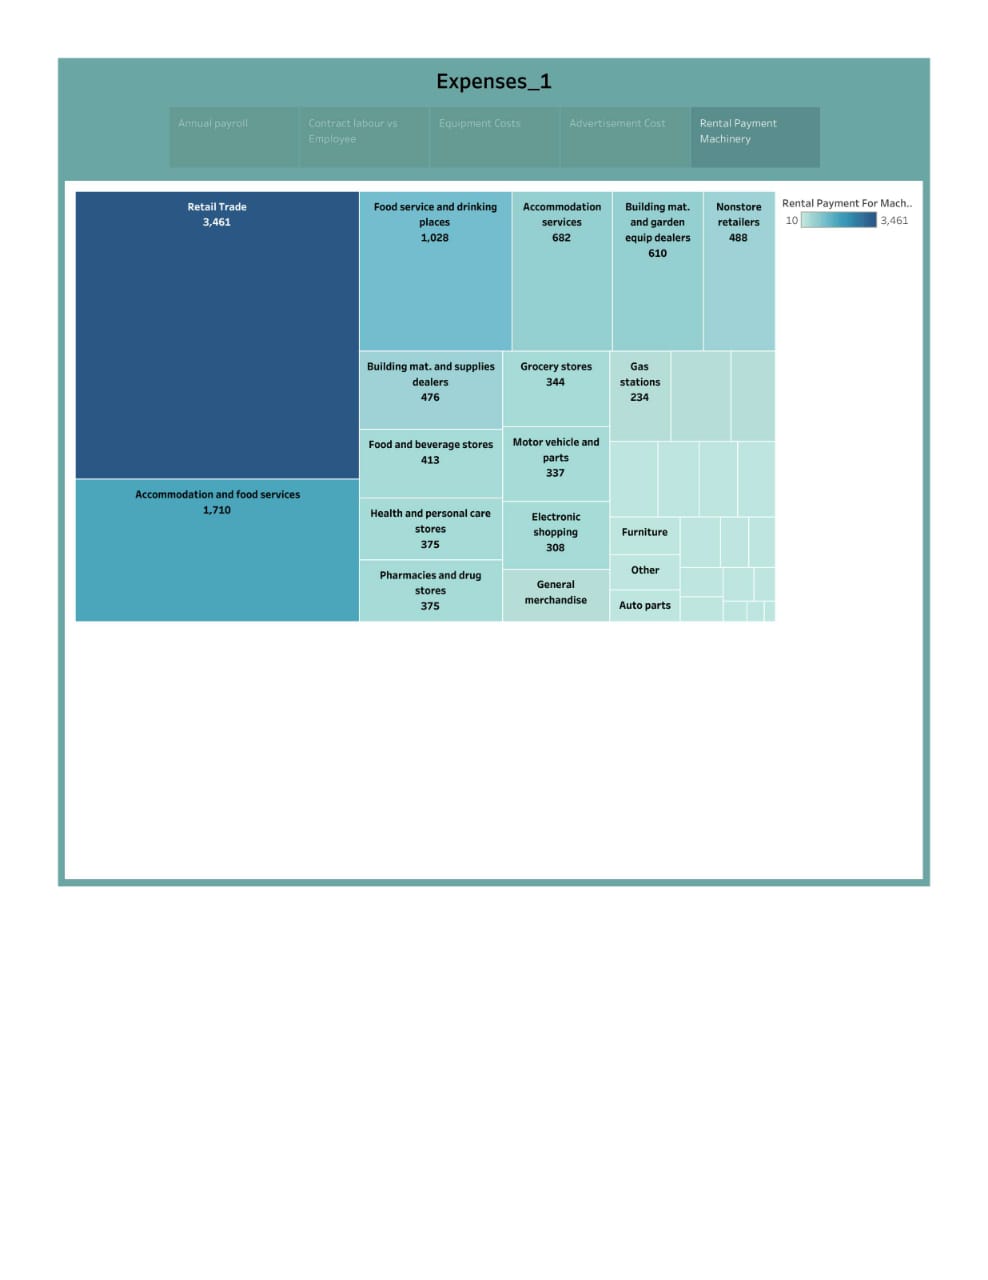 Expenses_1
Annual payroll
Contract labour vs
Employee
Equipment Costs
Advertisement Cost
Rental Payment
Machinery
Retail Trade
3,461
Food service and drinking
places
1,028
Accommodation
services
682
Building mat.
and garden
equip dealers
610
Nonstore
retailers
488
Rental Payment For Mach..
10
3,461
Building mat. and supplies
dealers
476
Grocery stores
344
Gas
stations
234
Food and beverage stores
413
Motor vehicle and
parts
337
Accommodation and food services
1,710
Health and personal care
stores
375
Electronic
shopping
308
Furniture
Pharmacies and drug
stores
375
General
merchandise
Other
Auto parts